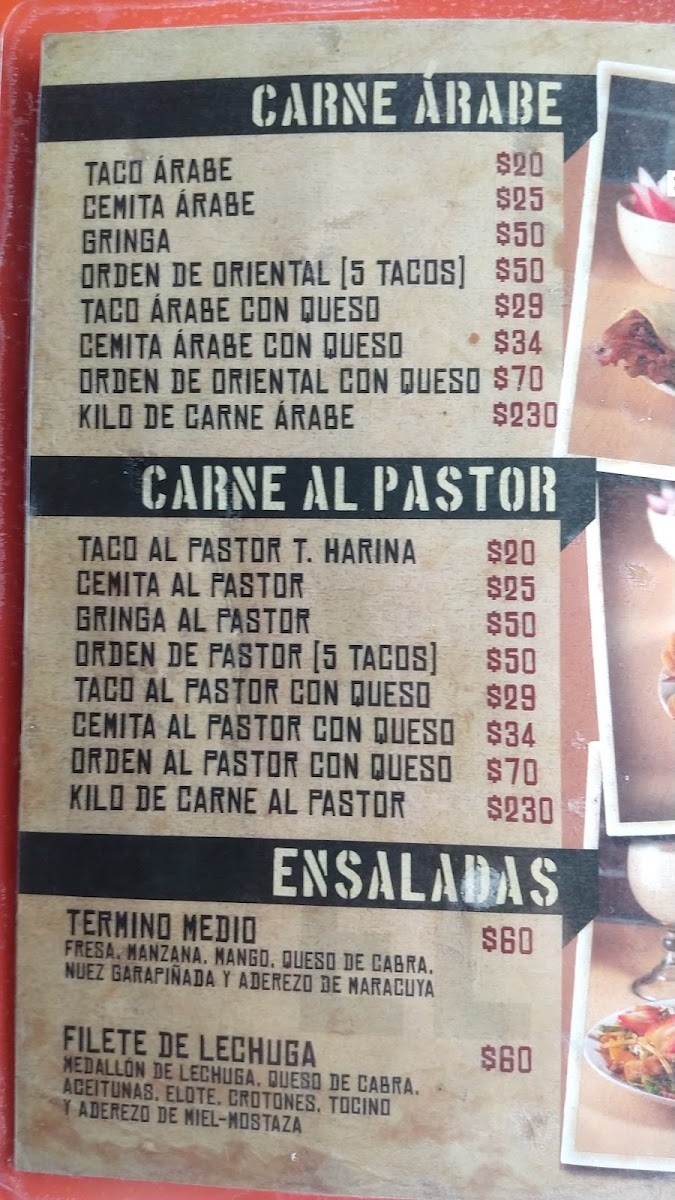 CARNE ÁRABE
TACO ÁRABE $20
CEMITA ÁRABE $25
GRINGA $50
ORDEN DE ORIENTAL [5 TACOS] $50
TACO ÁRABE CON QUESO $29
CEMITA ÁRABE CON QUESO $34
ORDEN DE ORIENTAL CON QUESO $70
KILO DE CARNE ÁRABE $230
CARNE AL PASTOR
TACO AL PASTOR T. HARINA $20
CEMITA AL PASTOR $25
GRINGA AL PASTOR $50
ORDEN DE PASTOR [5 TACOS] $50
TACO AL PASTOR CON QUESO $29
CEMITA AL PASTOR CON QUESO $34
ORDEN AL PASTOR CON QUESO $70
KILO DE CARNE AL PASTOR $230
ENSALADAS
TERMINO MEDIO $60
FRESA, MANZANA, MANGO, QUESO DE CABRA,
NUEZ GARAPIÑADA Y ADEREZO DE MARACUYA
FILETE DE LECHUGA $60
MEDALLÓN DE LECHUGA, QUESO DE CABRA,
ACEITUNAS, ELOTE, CROTONES, TOCINO
Y ADEREZO DE MIEL-MOSTAZA